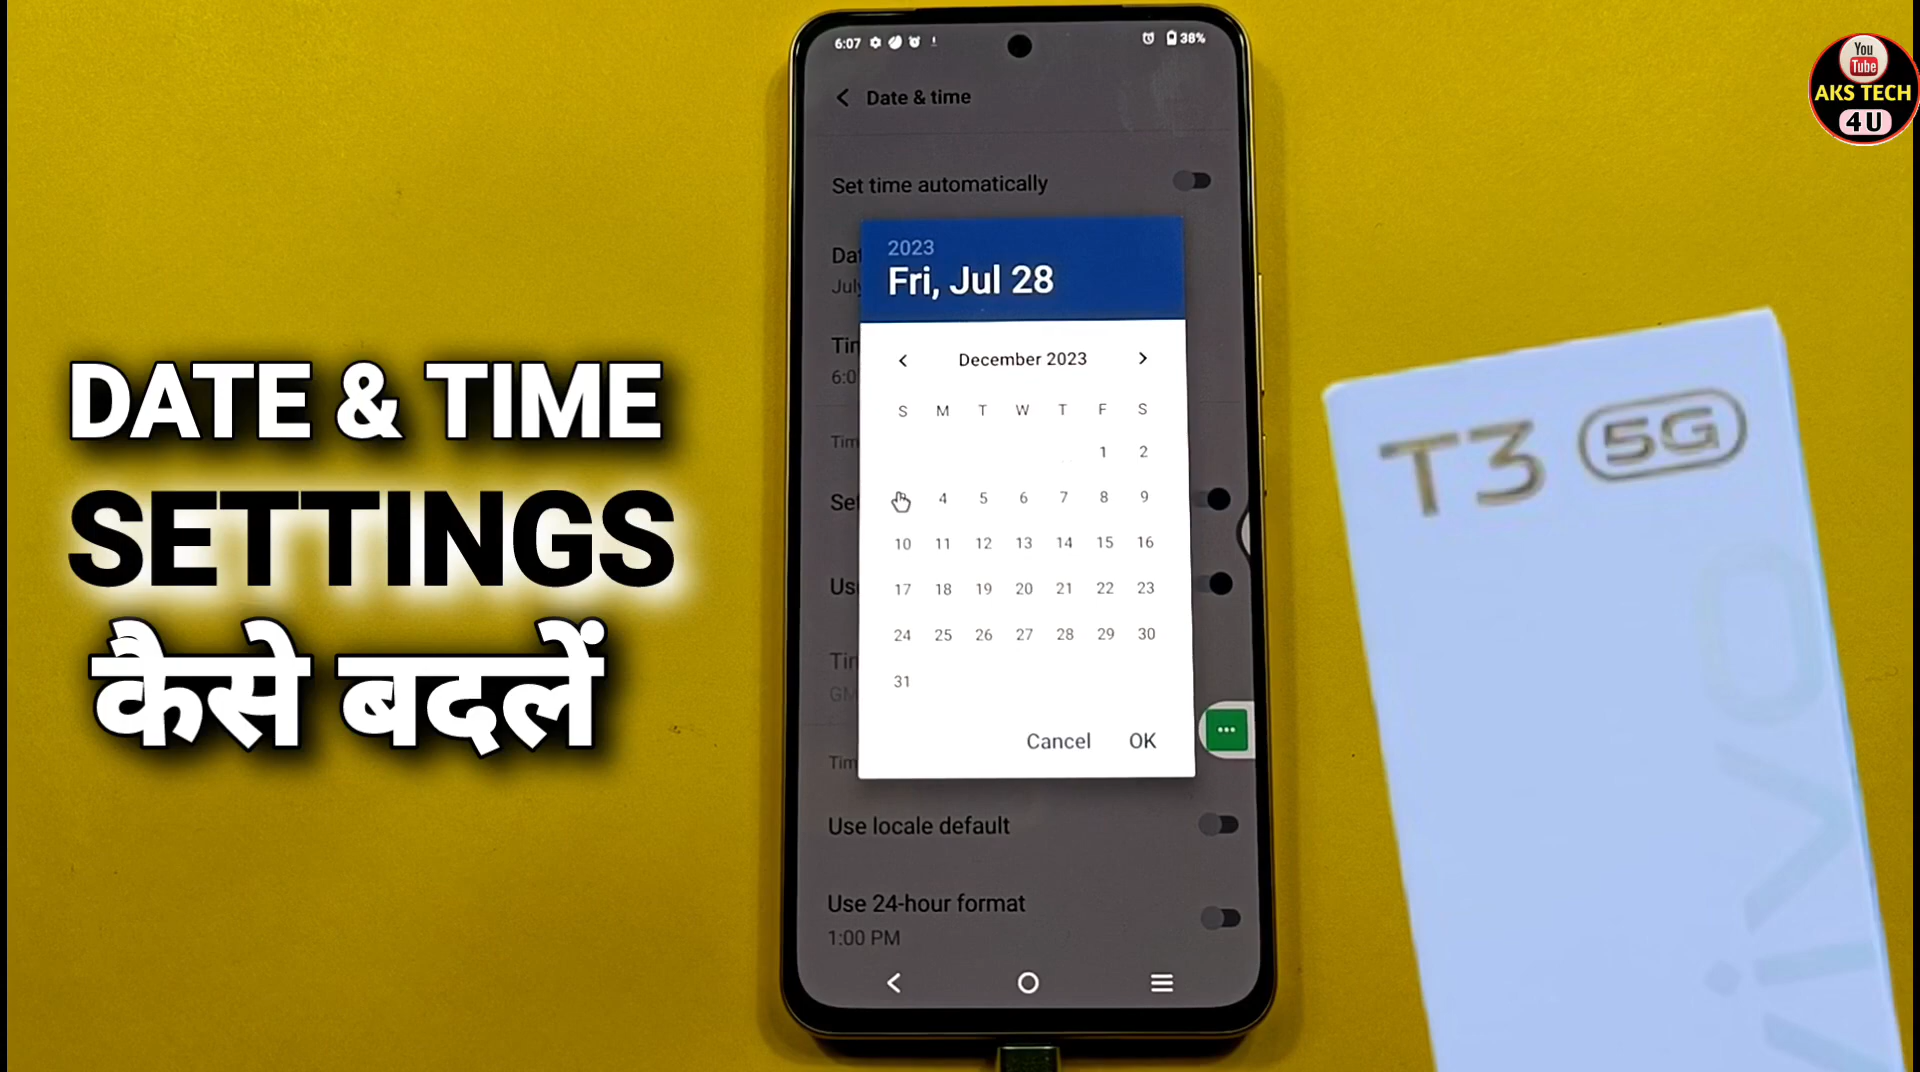 6:07
38%
Date & time
Set time automatically
2023
Fri, Jul 28
December 2023
S M T W T F S
1 2
4 5 6 7 8 9
10 11 12 13 14 15 16
17 18 19 20 21 22 23
24 25 26 27 28 29 30
31
Cancel OK
Use locale default
Use 24-hour format
1:00 PM
DATE & TIME
SETTINGS
कैसे बदलें
T3 5G
vivo
You
Tube
AKS TECH
4U